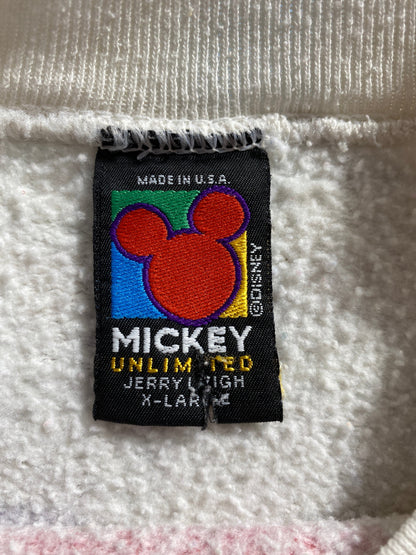 MADE IN U.S.A.
©DISNEY
MICKEY
UNLIMITED
JERRY LEIGH
X-LARGE